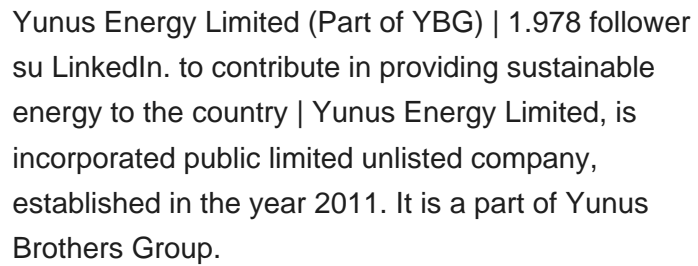 Yunus Energy Limited (Part of YBG) | 1.978 follower
su LinkedIn. to contribute in providing sustainable
energy to the country | Yunus Energy Limited, is
incorporated public limited unlisted company,
established in the year 2011. It is a part of Yunus
Brothers Group.